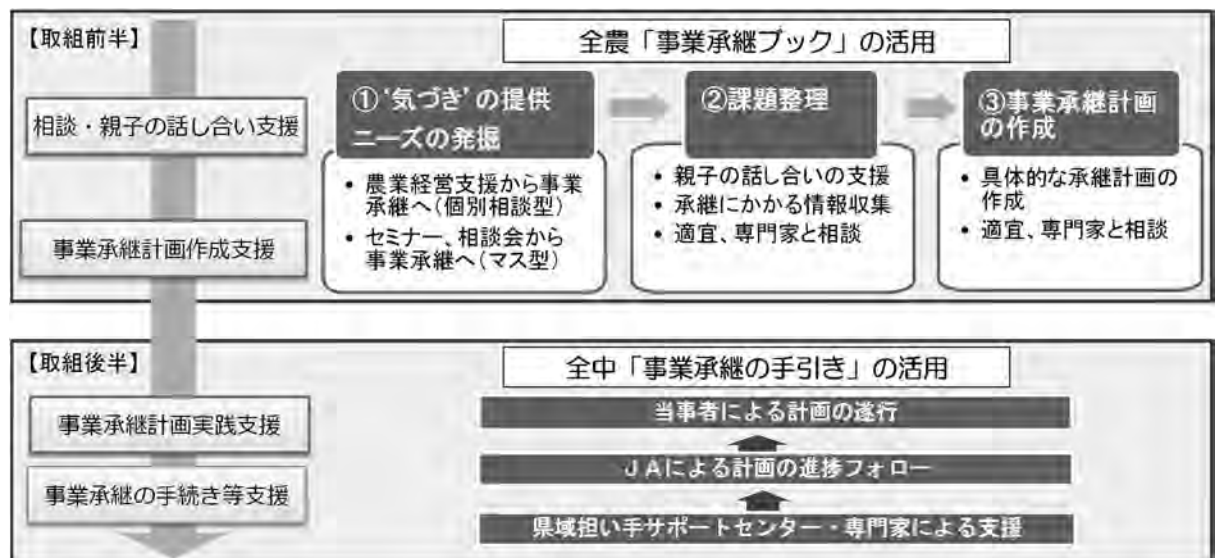 【取組前半】
全農「事業承継ブック」の活用
相談・親子の話し合い支援
事業承継計画作成支援
①‘気づき’の提供
ニーズの発掘
• 農業経営支援から事業
承継へ(個別相談型)
• セミナー、相談会から
事業承継へ(マス型)
②課題整理
• 親子の話し合いの支援
• 承継にかかる情報収集
• 適宜、専門家と相談
③事業承継計画
の作成
• 具体的な承継計画の
作成
• 適宜、専門家と相談
【取組後半】
全中「事業承継の手引き」の活用
事業承継計画実践支援
事業承継の手続き等支援
当事者による計画の遂行
ＪＡによる計画の進捗フォロー
県域担い手サポートセンター・専門家による支援